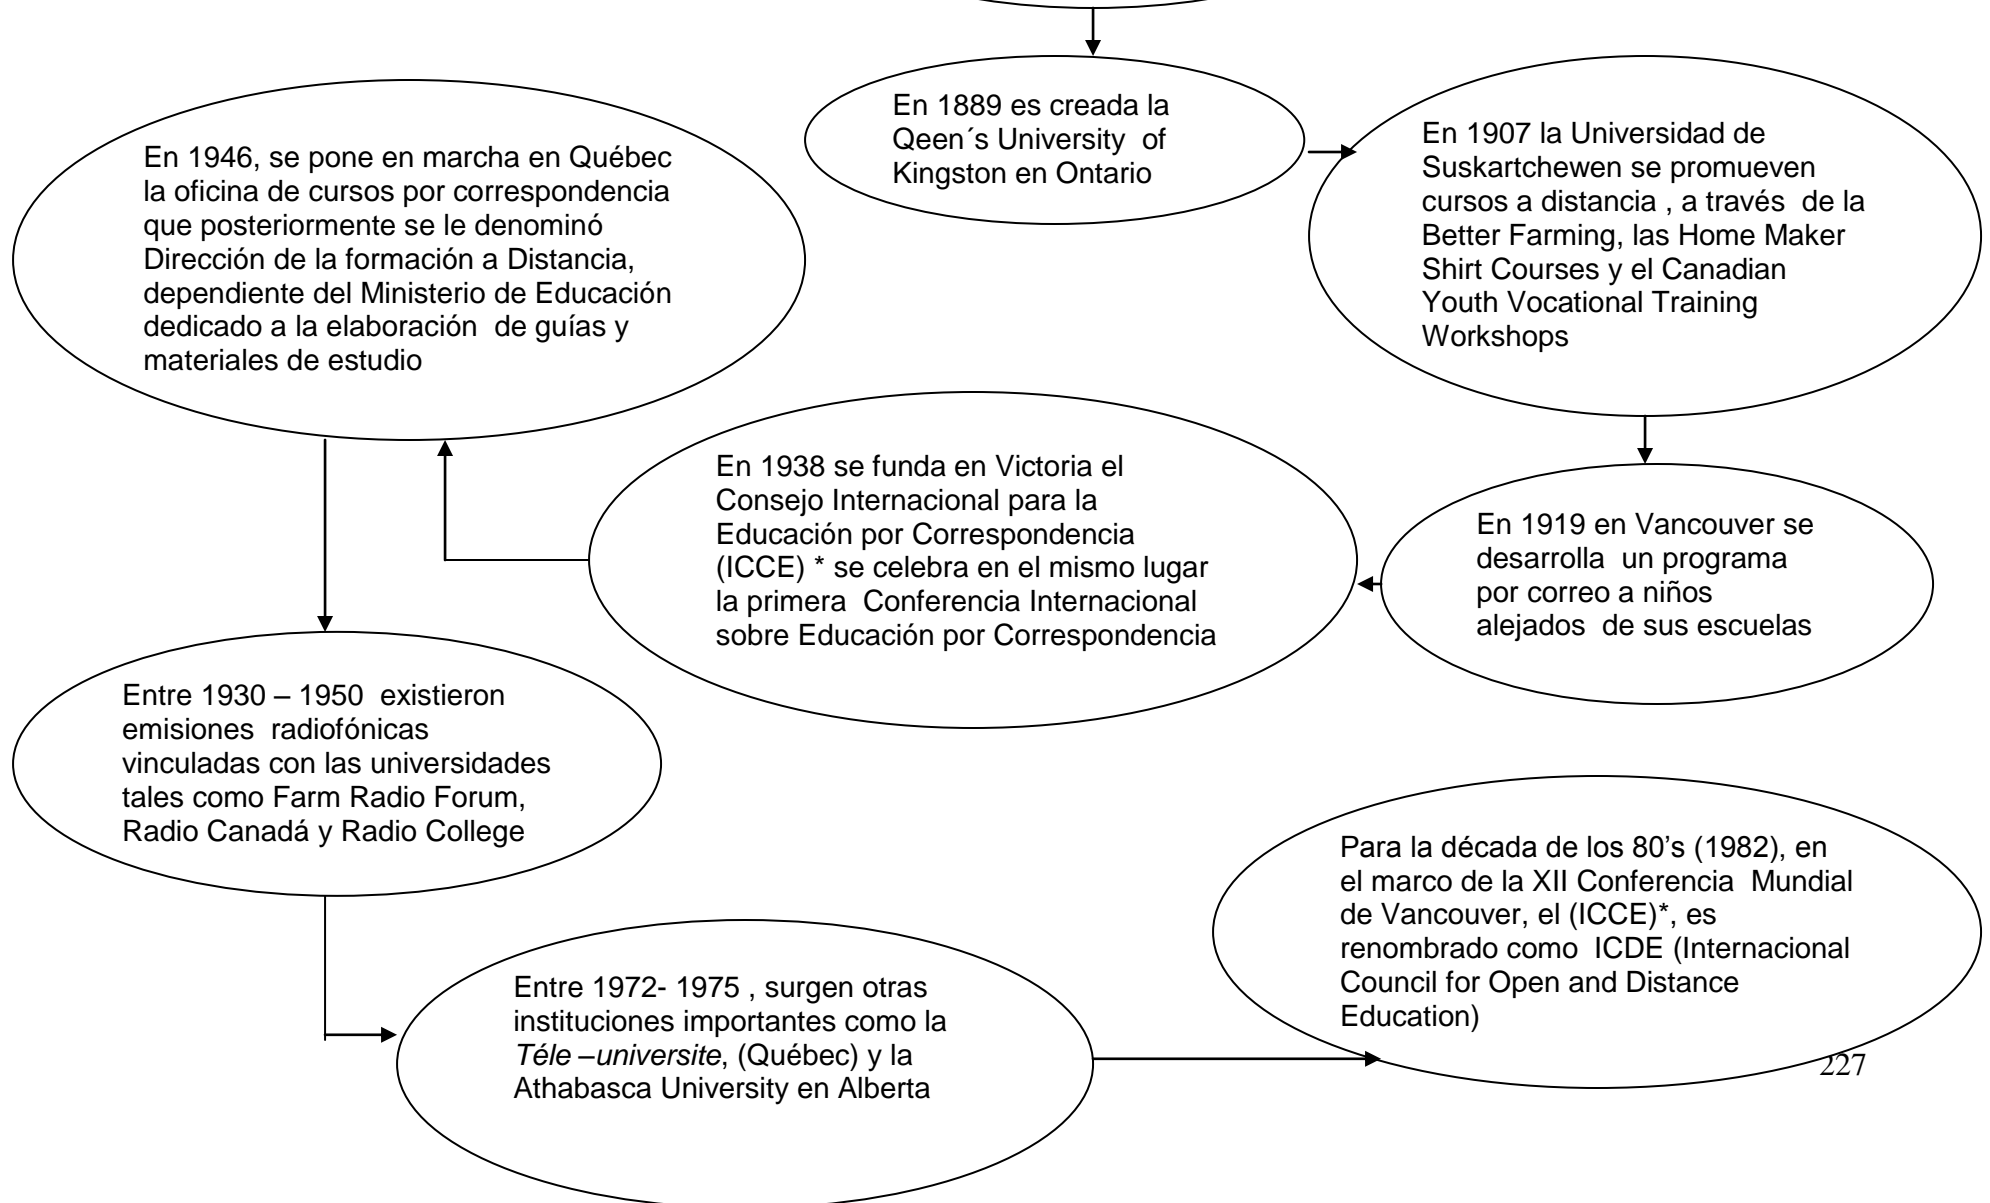 En 1889 es creada la
Qeen´s University of
Kingston en Ontario
En 1907 la Universidad de
Suskartchewen se promueven
cursos a distancia , a través de la
Better Farming, las Home Maker
Shirt Courses y el Canadian
Youth Vocational Training
Workshops
En 1919 en Vancouver se
desarrolla un programa
por correo a niños
alejados de sus escuelas
En 1938 se funda en Victoria el
Consejo Internacional para la
Educación por Correspondencia
(ICCE) * se celebra en el mismo lugar
la primera Conferencia Internacional
sobre Educación por Correspondencia
En 1946, se pone en marcha en Québec
la oficina de cursos por correspondencia
que posteriormente se le denominó
Dirección de la formación a Distancia,
dependiente del Ministerio de Educación
dedicado a la elaboración de guías y
materiales de estudio
Entre 1930 – 1950 existieron
emisiones radiofónicas
vinculadas con las universidades
tales como Farm Radio Forum,
Radio Canadá y Radio College
Entre 1972- 1975 , surgen otras
instituciones importantes como la
Téle –universite, (Québec) y la
Athabasca University en Alberta
Para la década de los 80’s (1982), en
el marco de la XII Conferencia Mundial
de Vancouver, el (ICCE)*, es
renombrado como ICDE (Internacional
Council for Open and Distance
Education)
227